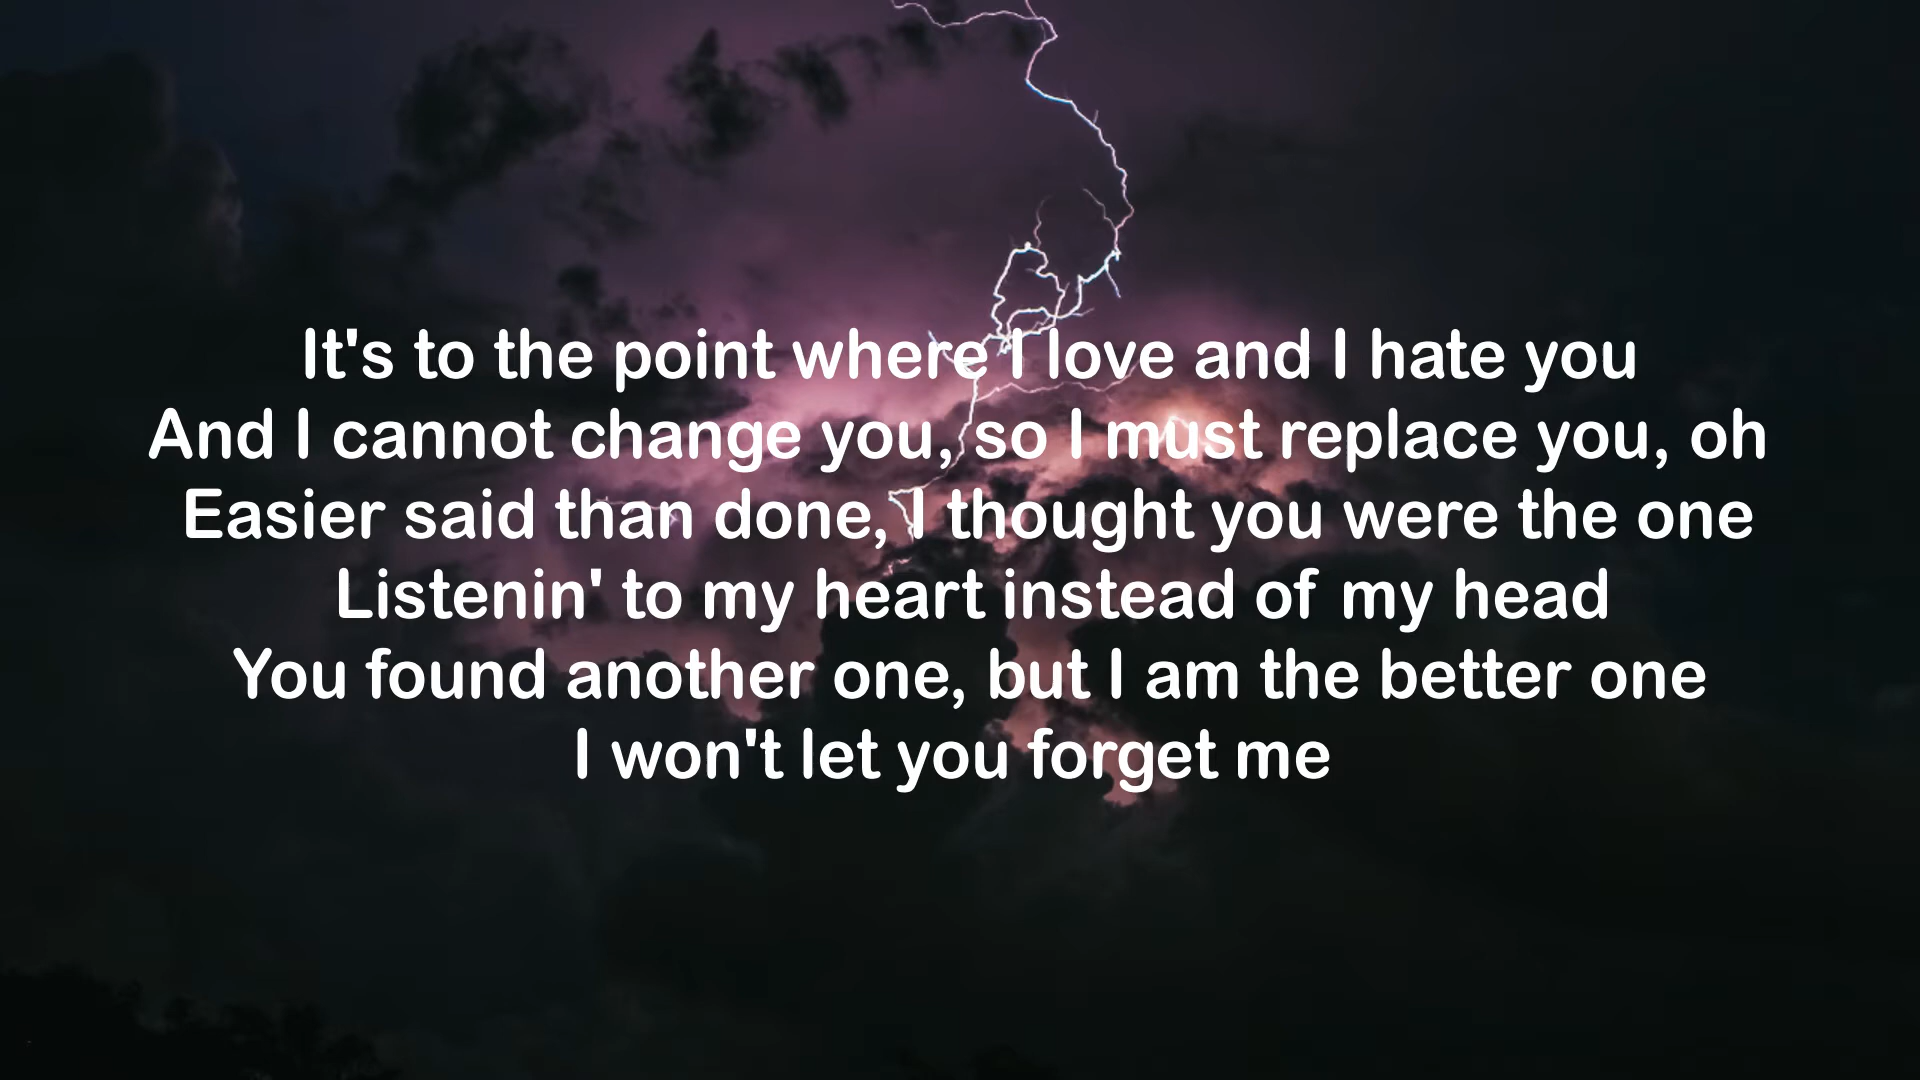 It's to the point where I love and I hate you
And I cannot change you, so I must replace you, oh
Easier said than done, I thought you were the one
Listenin' to my heart instead of my head
You found another one, but I am the better one
I won't let you forget me